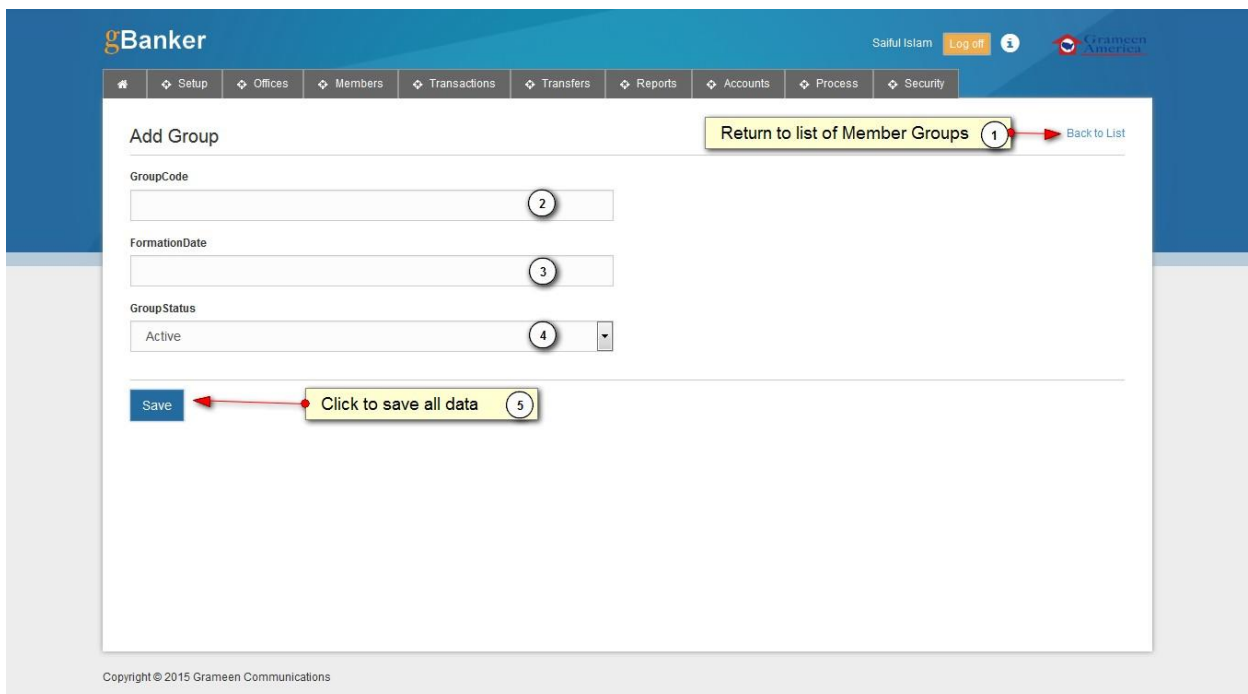 gBanker
Saiful Islam Log off i Grameen America
Setup Offices Members Transactions Transfers Reports Accounts Process Security
Add Group
Return to list of Member Groups 1 Back to List
GroupCode
2
FormationDate
3
GroupStatus
Active 4
Save Click to save all data 5
Copyright © 2015 Grameen Communications